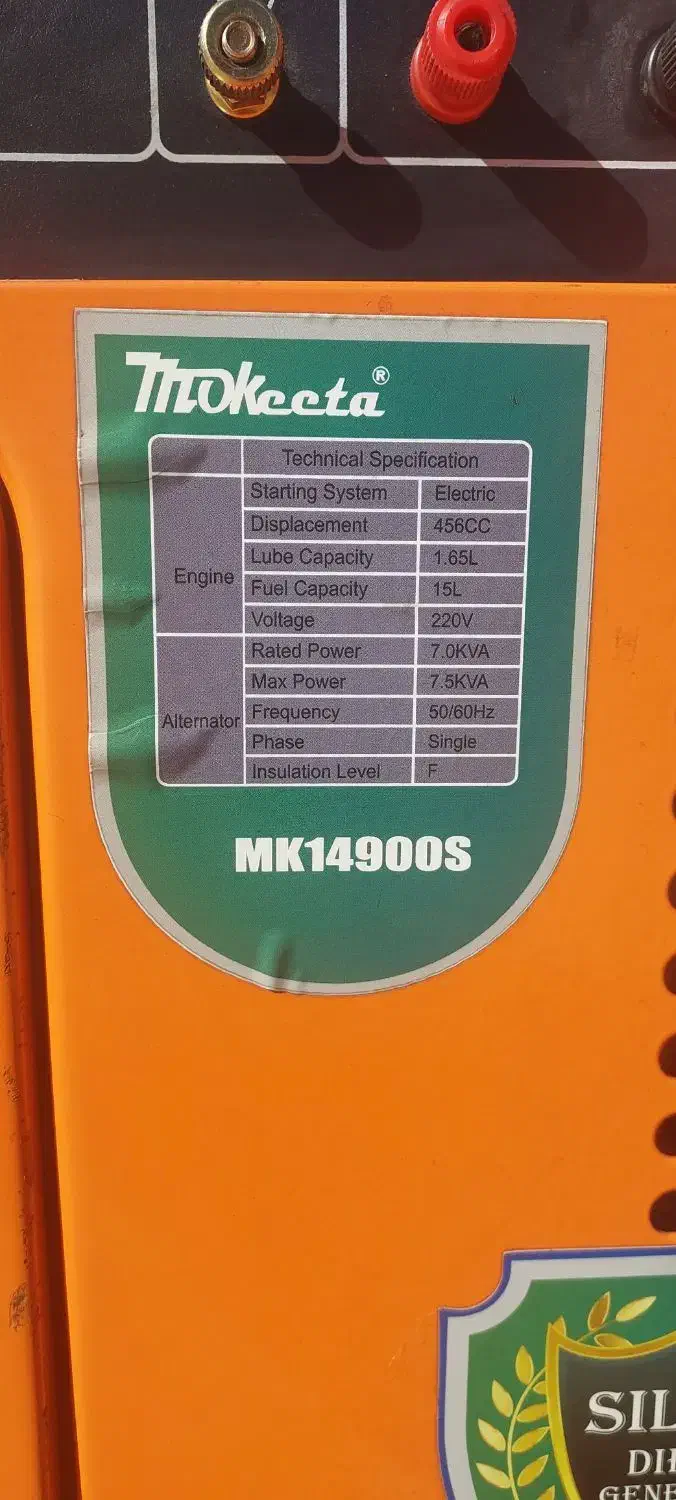 Mokccta®
Technical Specification
Engine
Starting System Electric
Displacement 456CC
Lube Capacity 1.65L
Fuel Capacity 15L
Voltage 220V
Alternator
Rated Power 7.0KVA
Max Power 7.5KVA
Frequency 50/60Hz
Phase Single
Insulation Level F
MK14900S